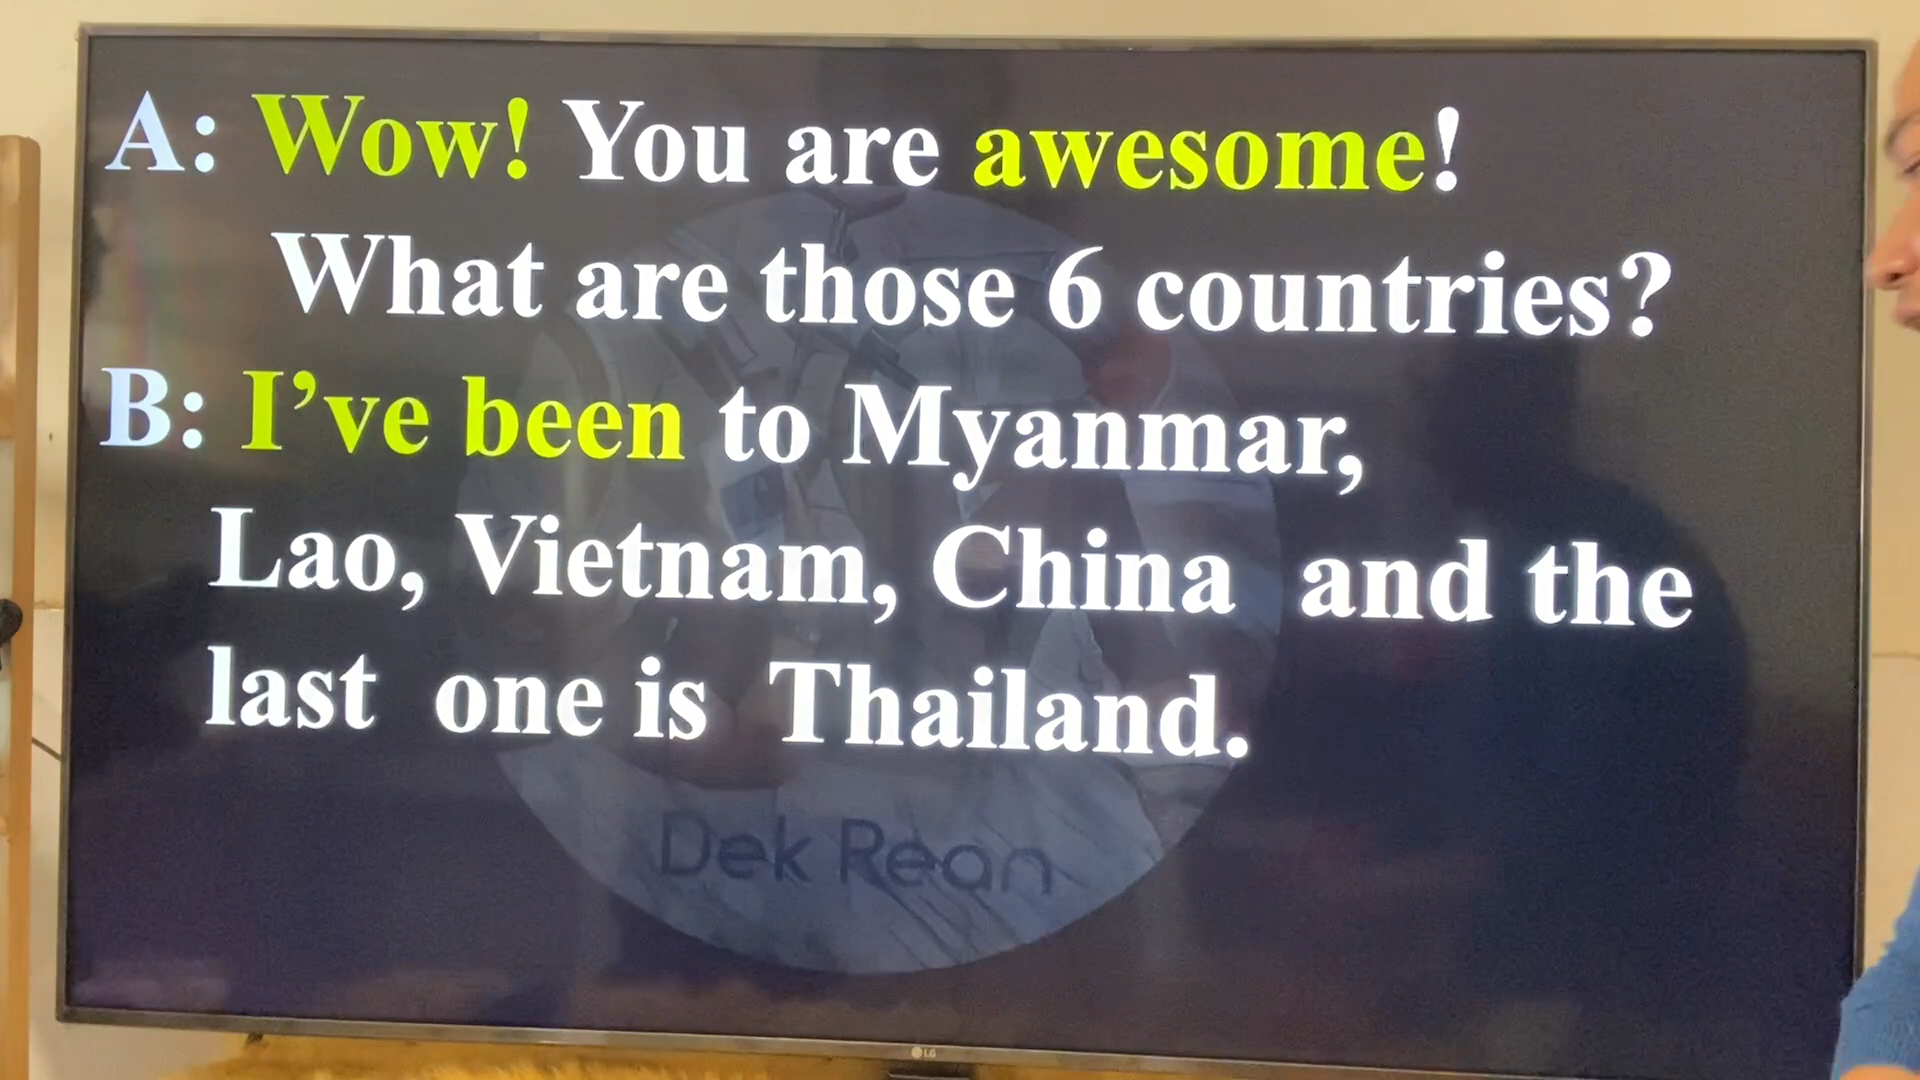 A: Wow! You are awesome!
What are those 6 countries?
B: I’ve been to Myanmar,
Lao, Vietnam, China and the
last one is Thailand.
Dek Rean
LG